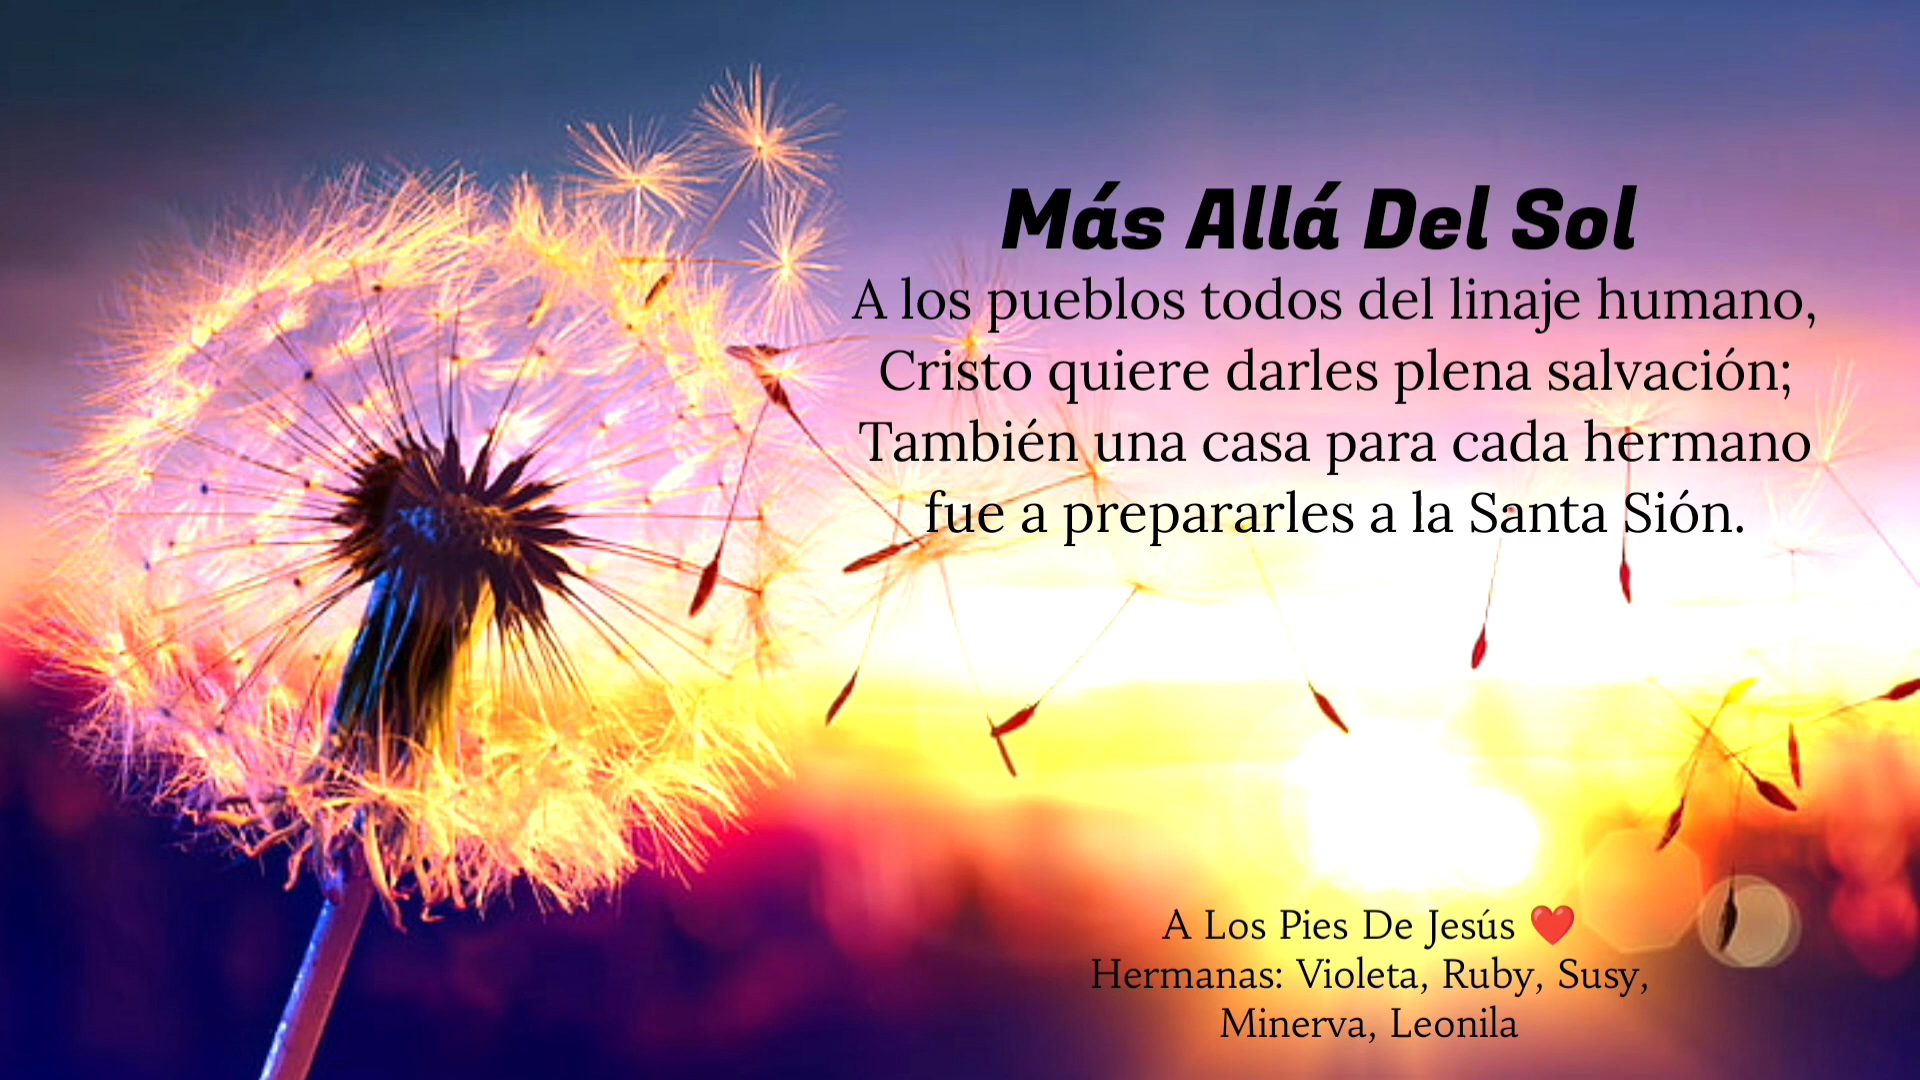 Más Allá Del Sol
A los pueblos todos del linaje humano,
Cristo quiere darles plena salvación;
También una casa para cada hermano
fue a prepararles a la Santa Sión.
A Los Pies De Jesús ❤️
Hermanas: Violeta, Ruby, Susy,
Minerva, Leonila